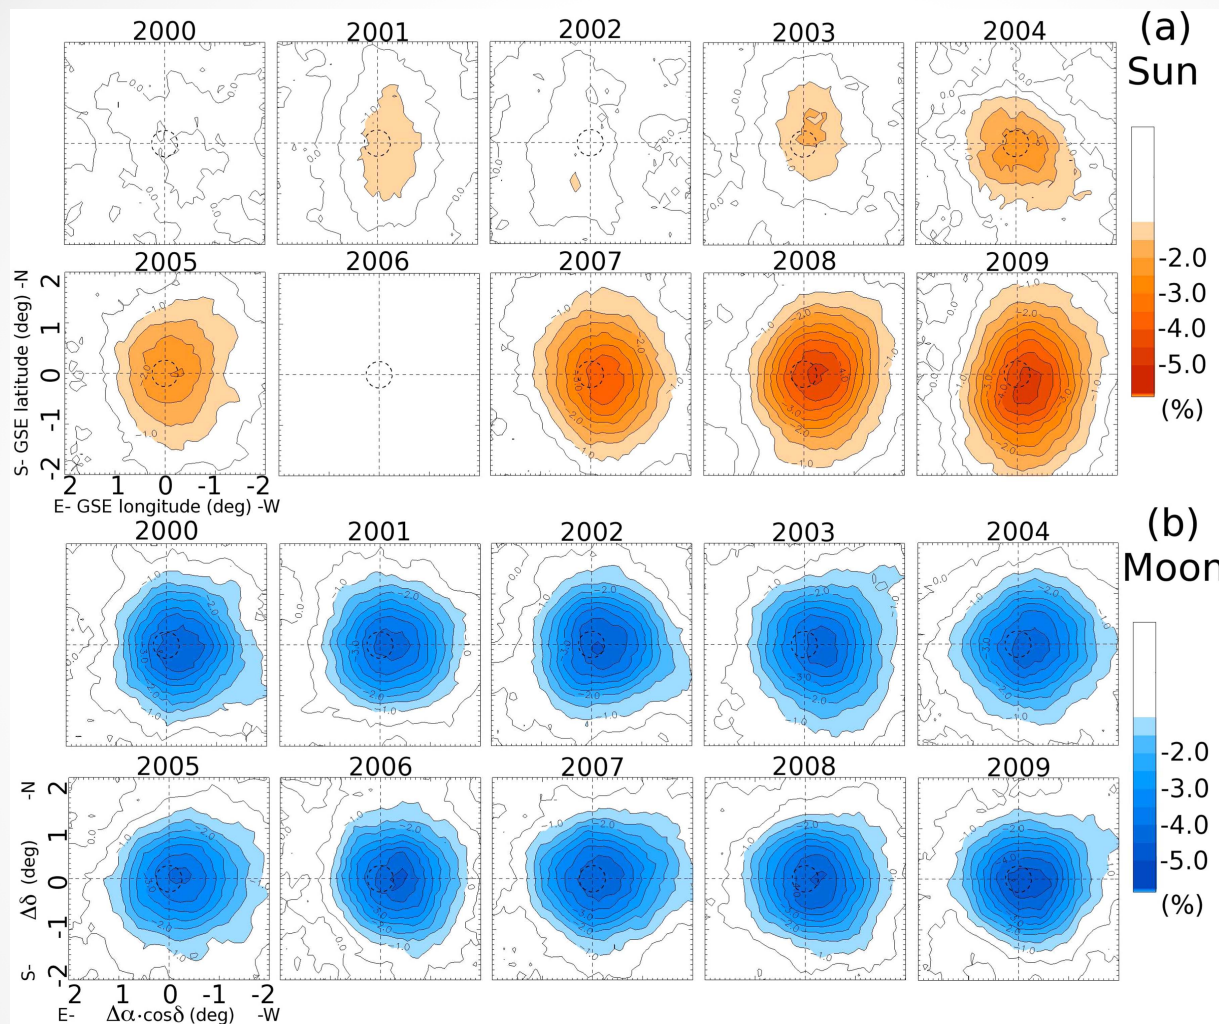 2000 2001 2002 2003 2004 (a)
Sun
-2.0
-3.0
-4.0
-5.0
(%)
2005 2006 2007 2008 2009
S- GSE latitude (deg) -N
2
1
0
-1
-2
2 1 0 -1 -2
E- GSE longitude (deg) -W
2000 2001 2002 2003 2004 (b)
Moon
-2.0
-3.0
-4.0
-5.0
(%)
2005 2006 2007 2008 2009
S- Δδ (deg) -N
2
1
0
-1
-2
2 1 0 -1 -2
E- Δα·cosδ (deg) -W